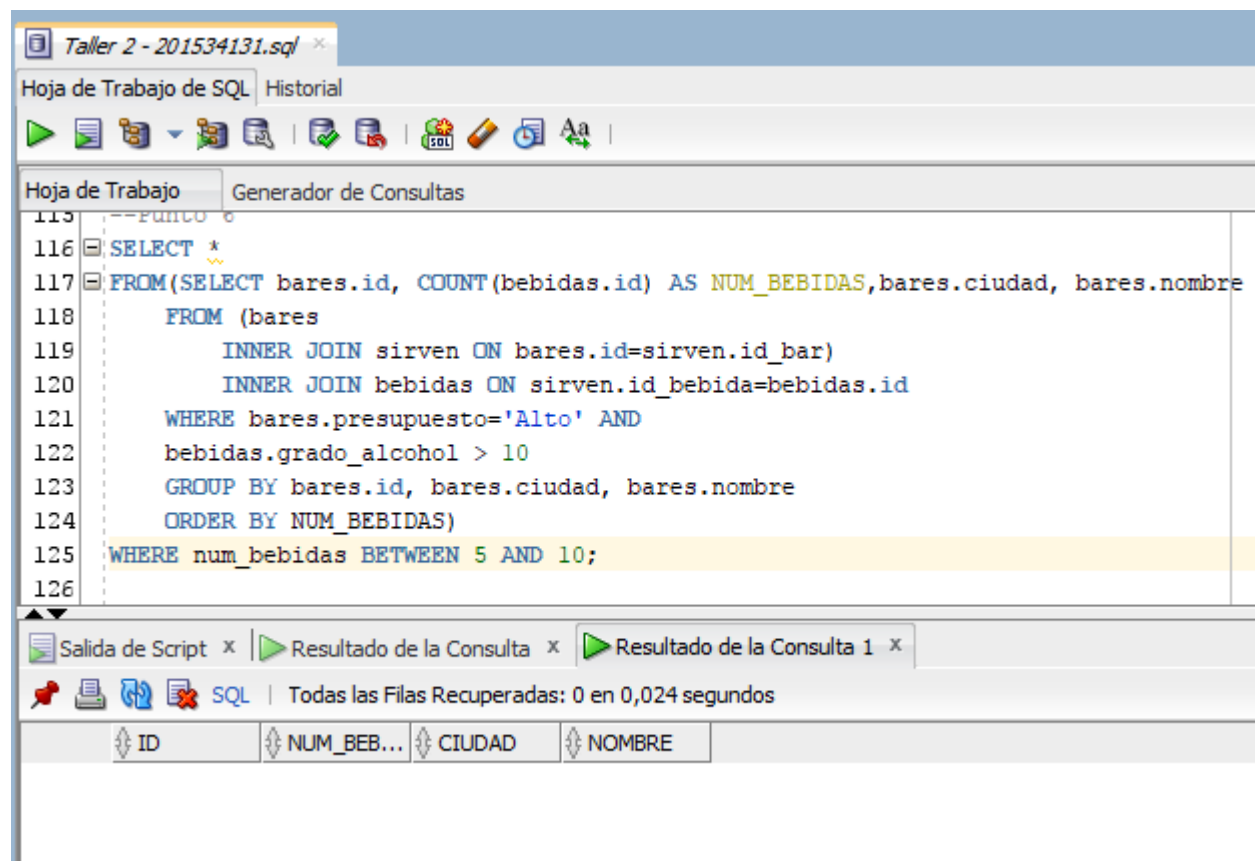 Taller 2 - 201534131.sql ×
Hoja de Trabajo de SQL Historial
SQL Aa
Hoja de Trabajo Generador de Consultas
115 --Punto 6
116 SELECT *
117 FROM(SELECT bares.id, COUNT(bebidas.id) AS NUM_BEBIDAS,bares.ciudad, bares.nombre
118 FROM (bares
119 INNER JOIN sirven ON bares.id=sirven.id_bar)
120 INNER JOIN bebidas ON sirven.id_bebida=bebidas.id
121 WHERE bares.presupuesto='Alto' AND
122 bebidas.grado_alcohol > 10
123 GROUP BY bares.id, bares.ciudad, bares.nombre
124 ORDER BY NUM_BEBIDAS)
125 WHERE num_bebidas BETWEEN 5 AND 10;
126
Salida de Script x Resultado de la Consulta x Resultado de la Consulta 1 x
SQL | Todas las Filas Recuperadas: 0 en 0,024 segundos
ID NUM_BEB... CIUDAD NOMBRE